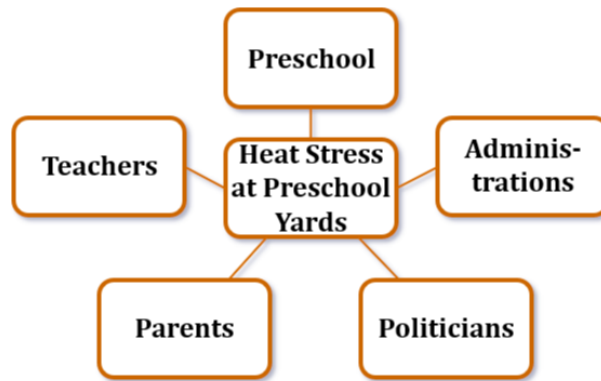 Preschool
Teachers
Heat Stress
at Preschool
Yards
Adminis-
trations
Parents
Politicians